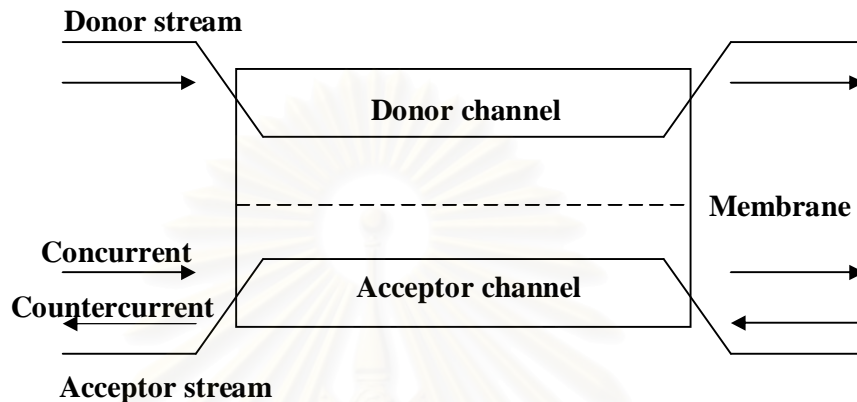 Donor stream
Donor channel
Membrane
Concurrent
Acceptor channel
Countercurrent
Acceptor stream